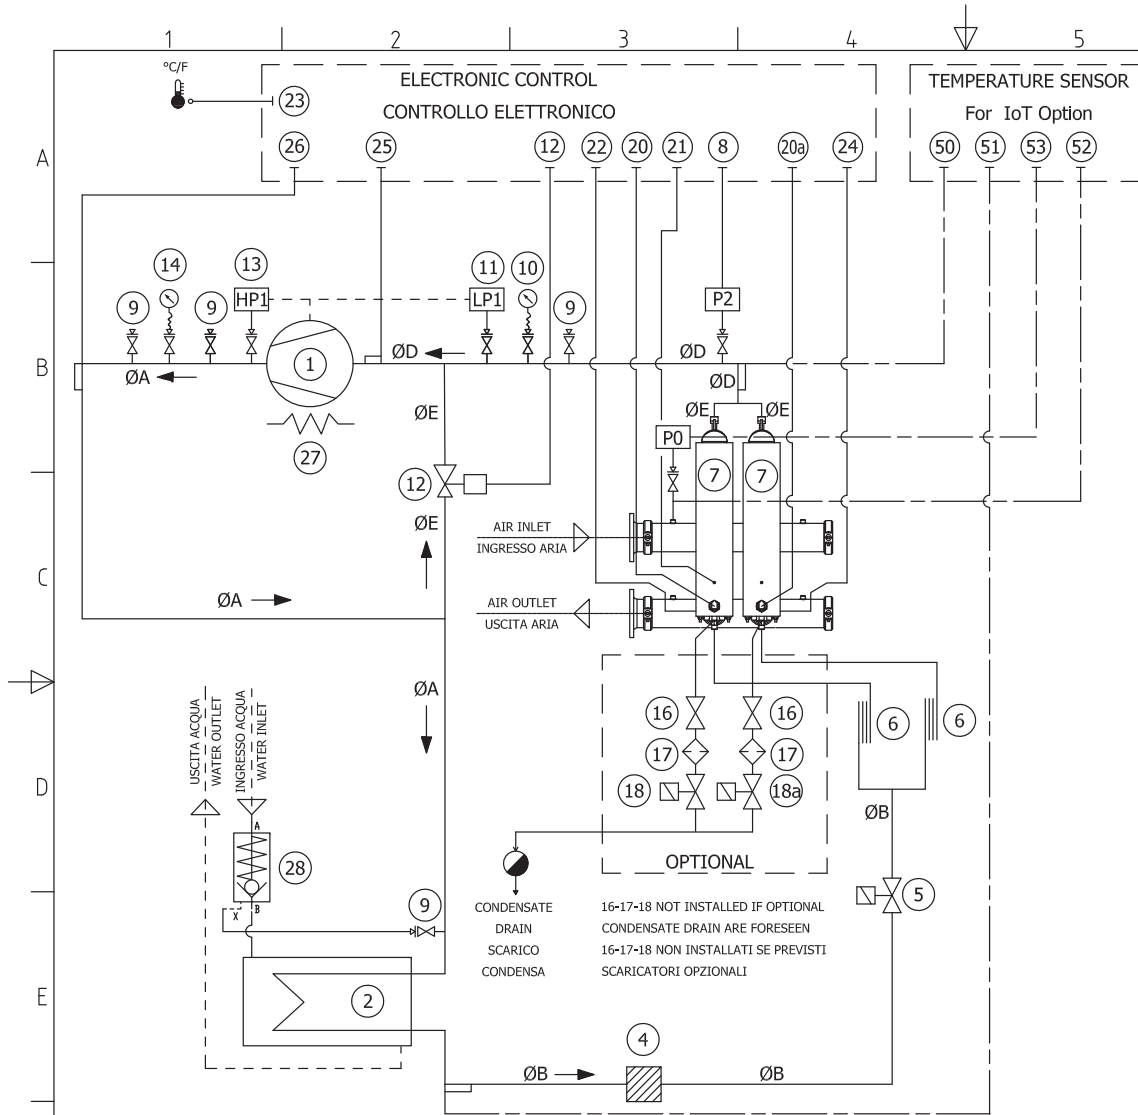 1 2 3 4 5
°C/F
ELECTRONIC CONTROL
CONTROLLO ELETTRONICO
TEMPERATURE SENSOR
For IoT Option
23
A
26 25 12 22 20 21 8 20a 24 50 51 53 52
14 13 11 10
9 9 HP1 LP1 9 P2
B
1
ØA ØD ØD
ØD
ØE ØE ØE
27
P0
7 7
12
ØE
AIR INLET
INGRESSO ARIA
C
ØA
AIR OUTLET
USCITA ARIA
ØA
USCITA ACQUA
WATER OUTLET
INGRESSO ACQUA
WATER INLET
16 16
6 6
17 17
D
18 18a
ØB
A
28
OPTIONAL
5
X B
9
CONDENSATE
DRAIN
SCARICO
CONDENSA
16-17-18 NOT INSTALLED IF OPTIONAL
CONDENSATE DRAIN ARE FORESEEN
16-17-18 NON INSTALLATI SE PREVISTI
SCARICATORI OPZIONALI
E
2
4
ØB ØB